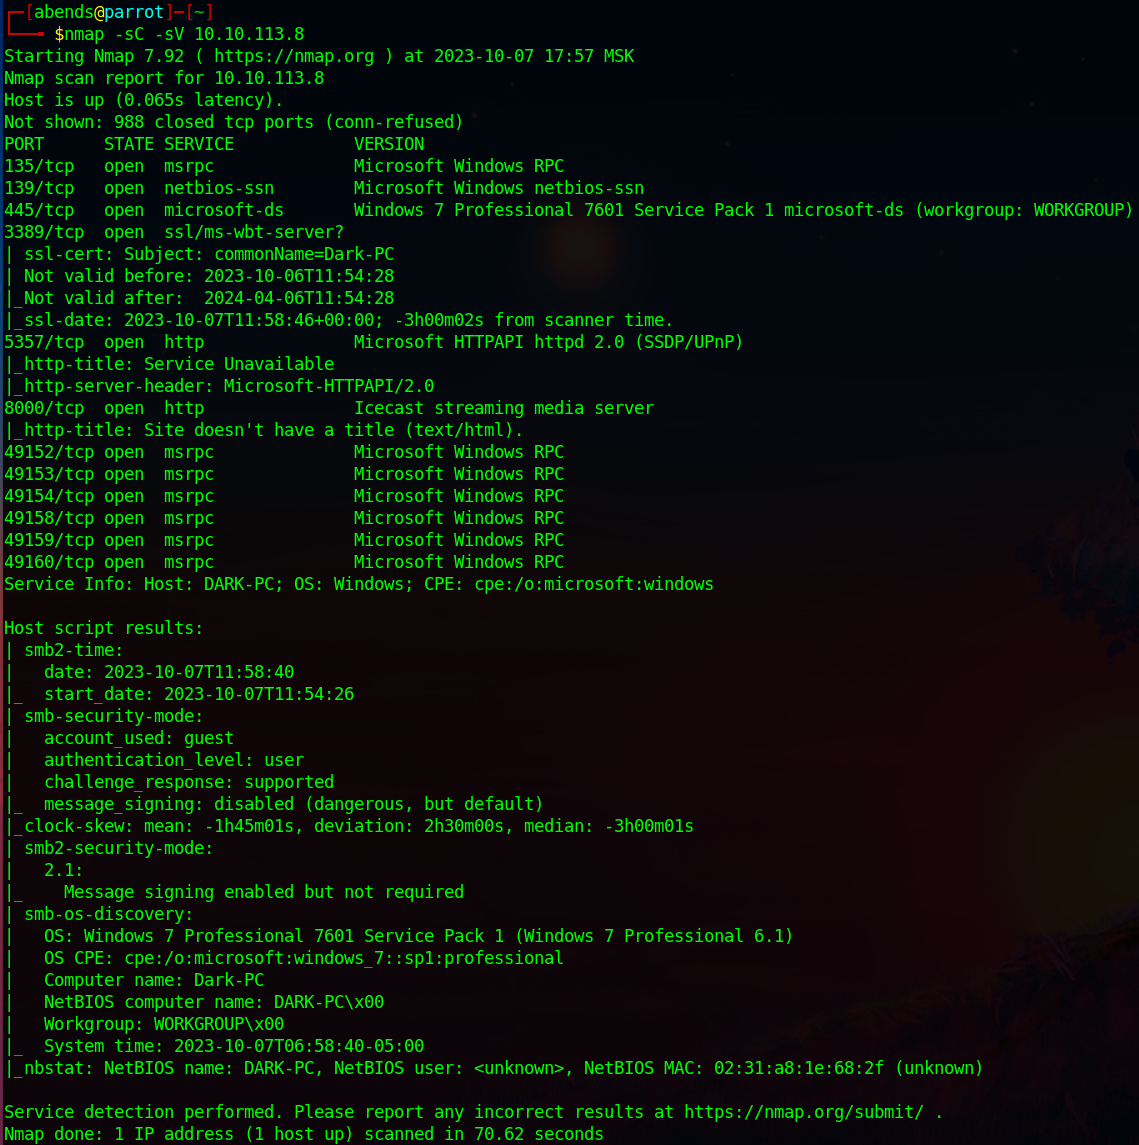 ┌─[abends@parrot]─[~]
└──╼ $nmap -sC -sV 10.10.113.8
Starting Nmap 7.92 ( https://nmap.org ) at 2023-10-07 17:57 MSK
Nmap scan report for 10.10.113.8
Host is up (0.065s latency).
Not shown: 988 closed tcp ports (conn-refused)
PORT      STATE SERVICE            VERSION
135/tcp   open  msrpc              Microsoft Windows RPC
139/tcp   open  netbios-ssn        Microsoft Windows netbios-ssn
445/tcp   open  microsoft-ds       Windows 7 Professional 7601 Service Pack 1 microsoft-ds (workgroup: WORKGROUP)
3389/tcp  open  ssl/ms-wbt-server?
| ssl-cert: Subject: commonName=Dark-PC
| Not valid before: 2023-10-06T11:54:28
|_Not valid after:  2024-04-06T11:54:28
|_ssl-date: 2023-10-07T11:58:46+00:00; -3h00m02s from scanner time.
5357/tcp  open  http               Microsoft HTTPAPI httpd 2.0 (SSDP/UPnP)
|_http-title: Service Unavailable
|_http-server-header: Microsoft-HTTPAPI/2.0
8000/tcp  open  http               Icecast streaming media server
|_http-title: Site doesn't have a title (text/html).
49152/tcp open  msrpc              Microsoft Windows RPC
49153/tcp open  msrpc              Microsoft Windows RPC
49154/tcp open  msrpc              Microsoft Windows RPC
49158/tcp open  msrpc              Microsoft Windows RPC
49159/tcp open  msrpc              Microsoft Windows RPC
49160/tcp open  msrpc              Microsoft Windows RPC
Service Info: Host: DARK-PC; OS: Windows; CPE: cpe:/o:microsoft:windows

Host script results:
| smb2-time:
|   date: 2023-10-07T11:58:40
|_  start_date: 2023-10-07T11:54:26
| smb-security-mode:
|   account_used: guest
|   authentication_level: user
|   challenge_response: supported
|_  message_signing: disabled (dangerous, but default)
|_clock-skew: mean: -1h45m01s, deviation: 2h30m00s, median: -3h00m01s
| smb2-security-mode:
|   2.1:
|_    Message signing enabled but not required
| smb-os-discovery:
|   OS: Windows 7 Professional 7601 Service Pack 1 (Windows 7 Professional 6.1)
|   OS CPE: cpe:/o:microsoft:windows_7::sp1:professional
|   Computer name: Dark-PC
|   NetBIOS computer name: DARK-PC\x00
|   Workgroup: WORKGROUP\x00
|_  System time: 2023-10-07T06:58:40-05:00
|_nbstat: NetBIOS name: DARK-PC, NetBIOS user: <unknown>, NetBIOS MAC: 02:31:a8:1e:68:2f (unknown)

Service detection performed. Please report any incorrect results at https://nmap.org/submit/ .
Nmap done: 1 IP address (1 host up) scanned in 70.62 seconds